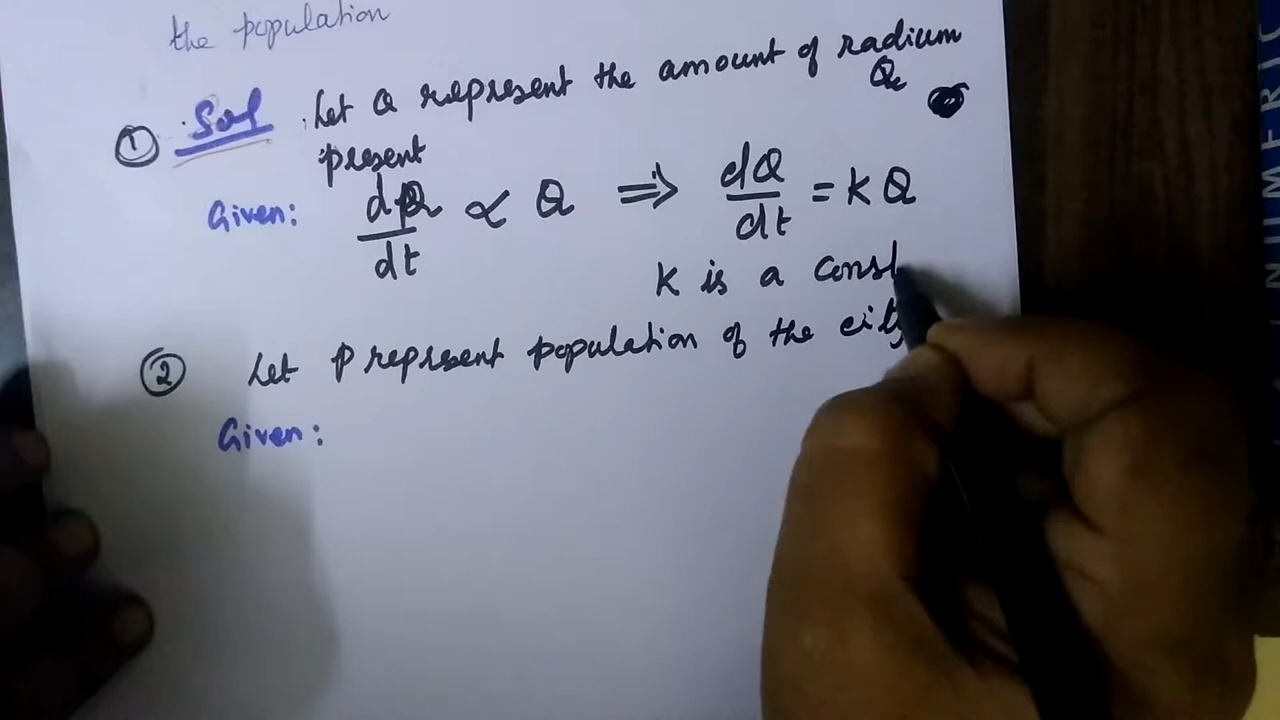 the population
① Sol Let Q represent the amount of radium Q
present
Given: dQ/dt ∝ Q ⇒ dQ/dt = KQ
K is a const
② Let P represent population of the city
Given:
NUMERIC